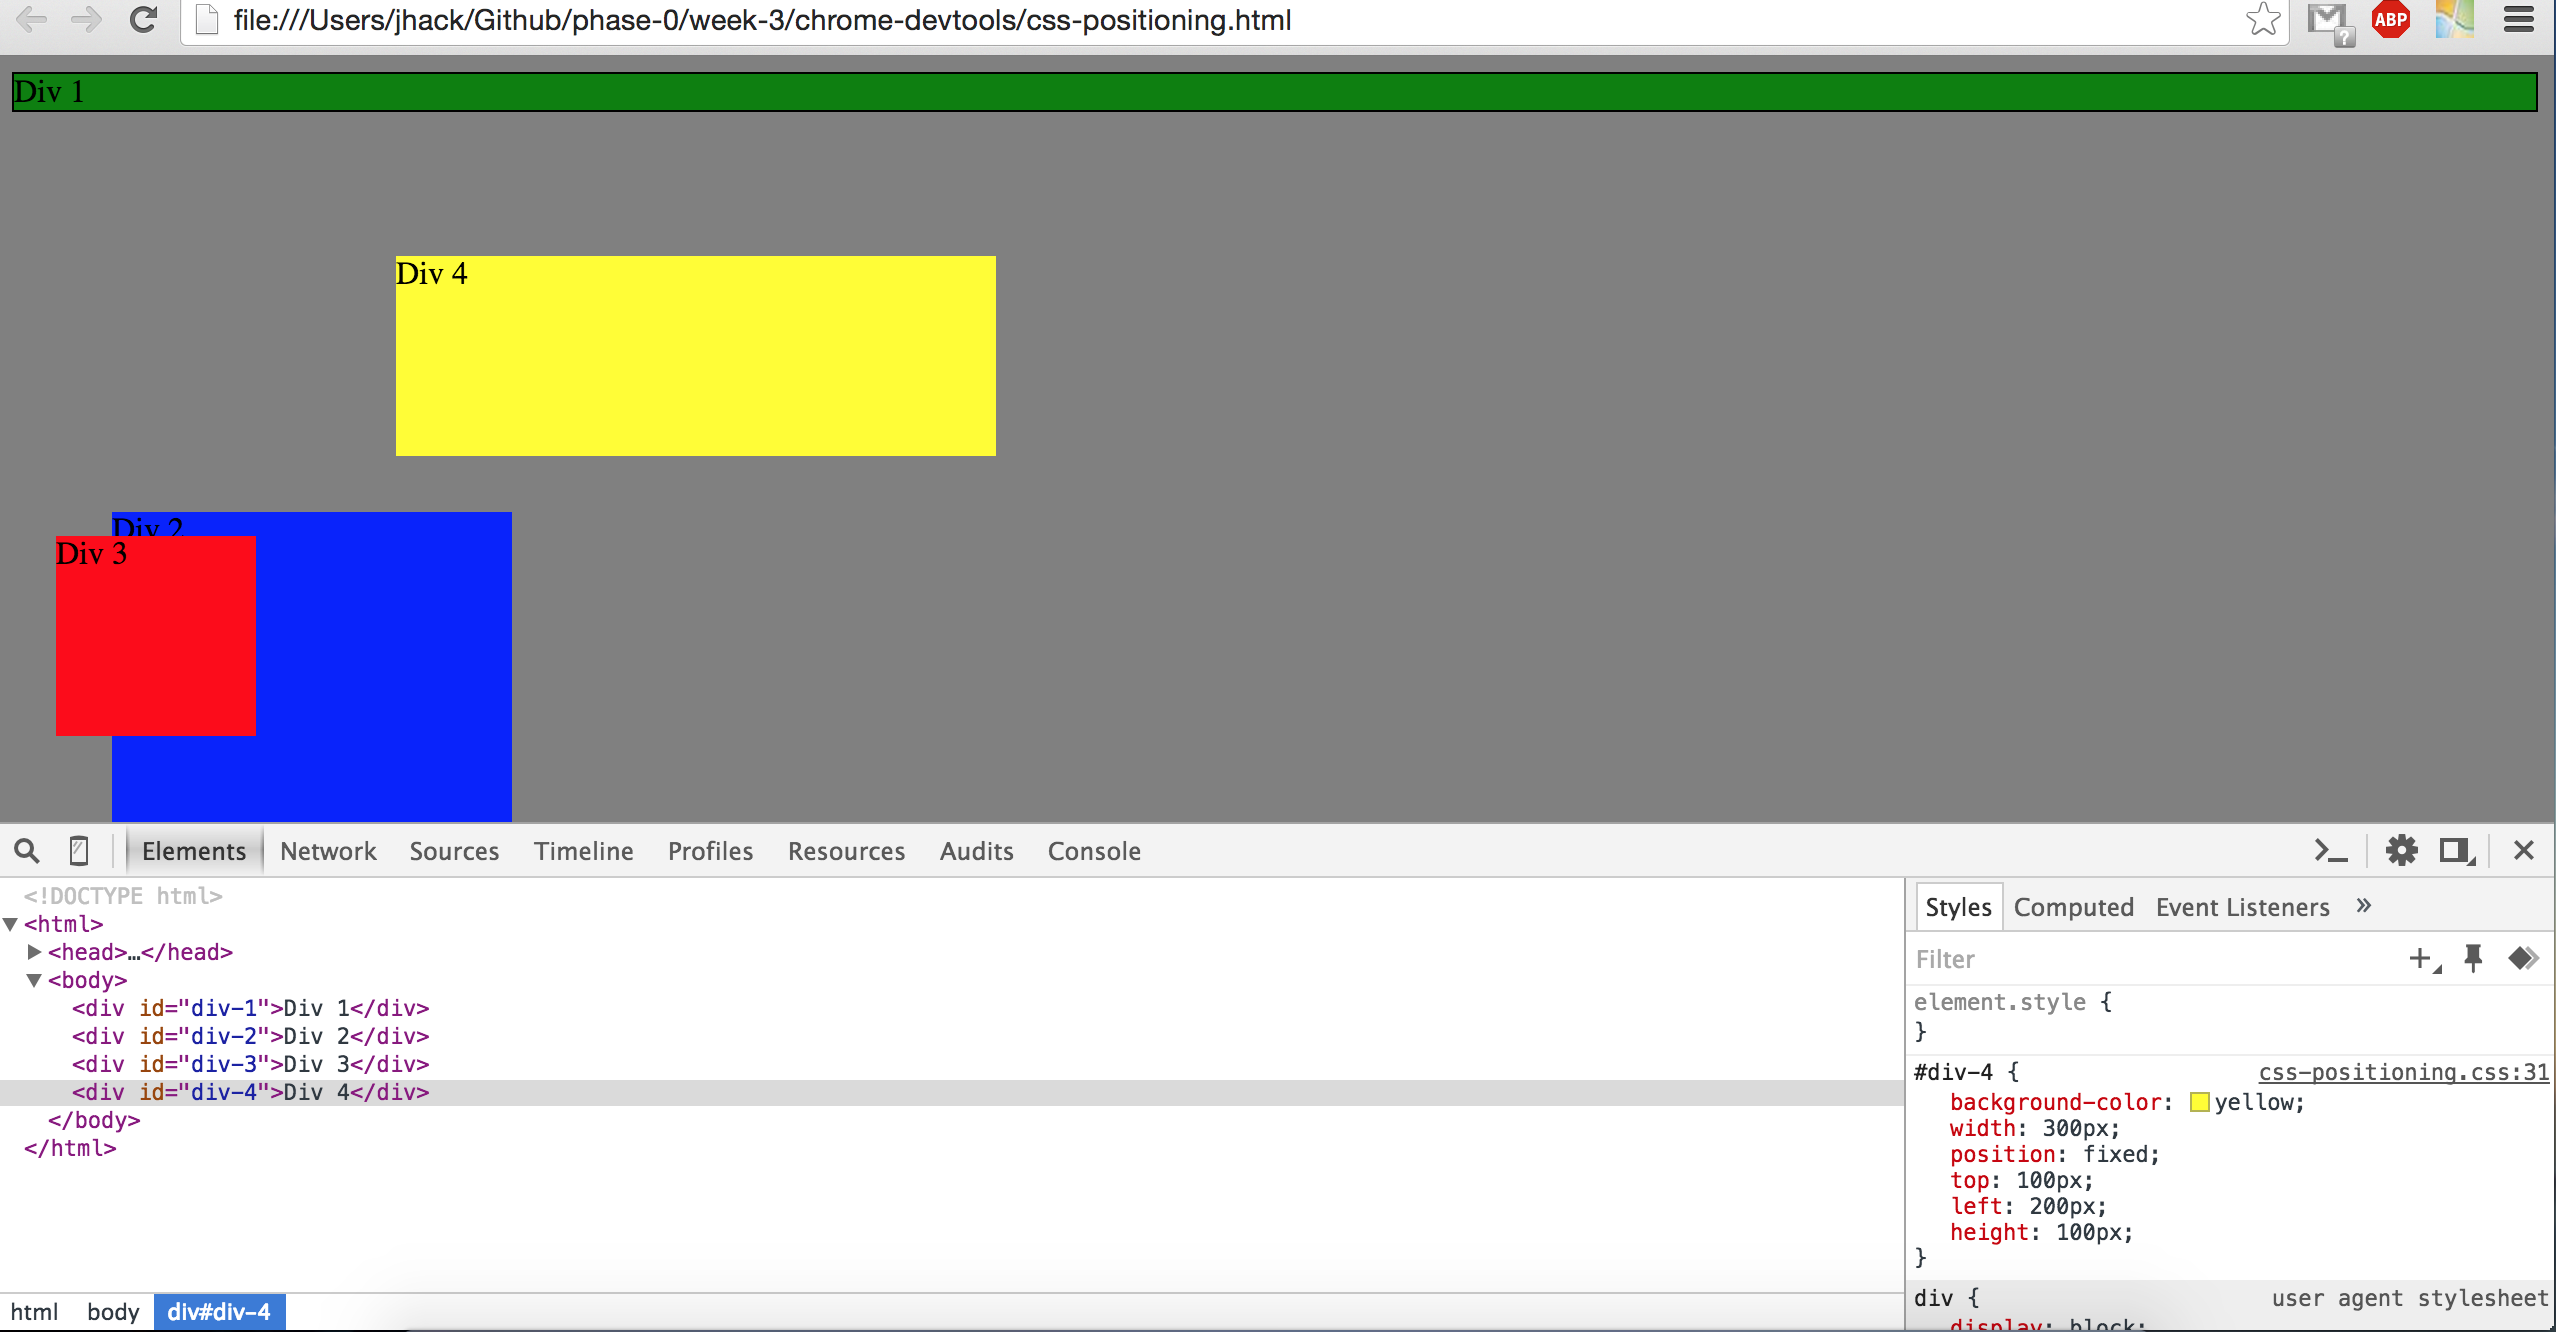 file:///Users/jhack/Github/phase-0/week-3/chrome-devtools/css-positioning.html
?
ABP
Div 1
Div 4
Div 2
Div 3
Elements Network Sources Timeline Profiles Resources Audits Console
<!DOCTYPE html>
<html>
<head>…</head>
<body>
<div id="div-1">Div 1</div>
<div id="div-2">Div 2</div>
<div id="div-3">Div 3</div>
<div id="div-4">Div 4</div>
</body>
</html>
html body div#div-4
Styles Computed Event Listeners »
Filter
element.style {
}
#div-4 { css-positioning.css:31
background-color: yellow;
width: 300px;
position: fixed;
top: 100px;
left: 200px;
height: 100px;
}
div { user agent stylesheet
display: block;